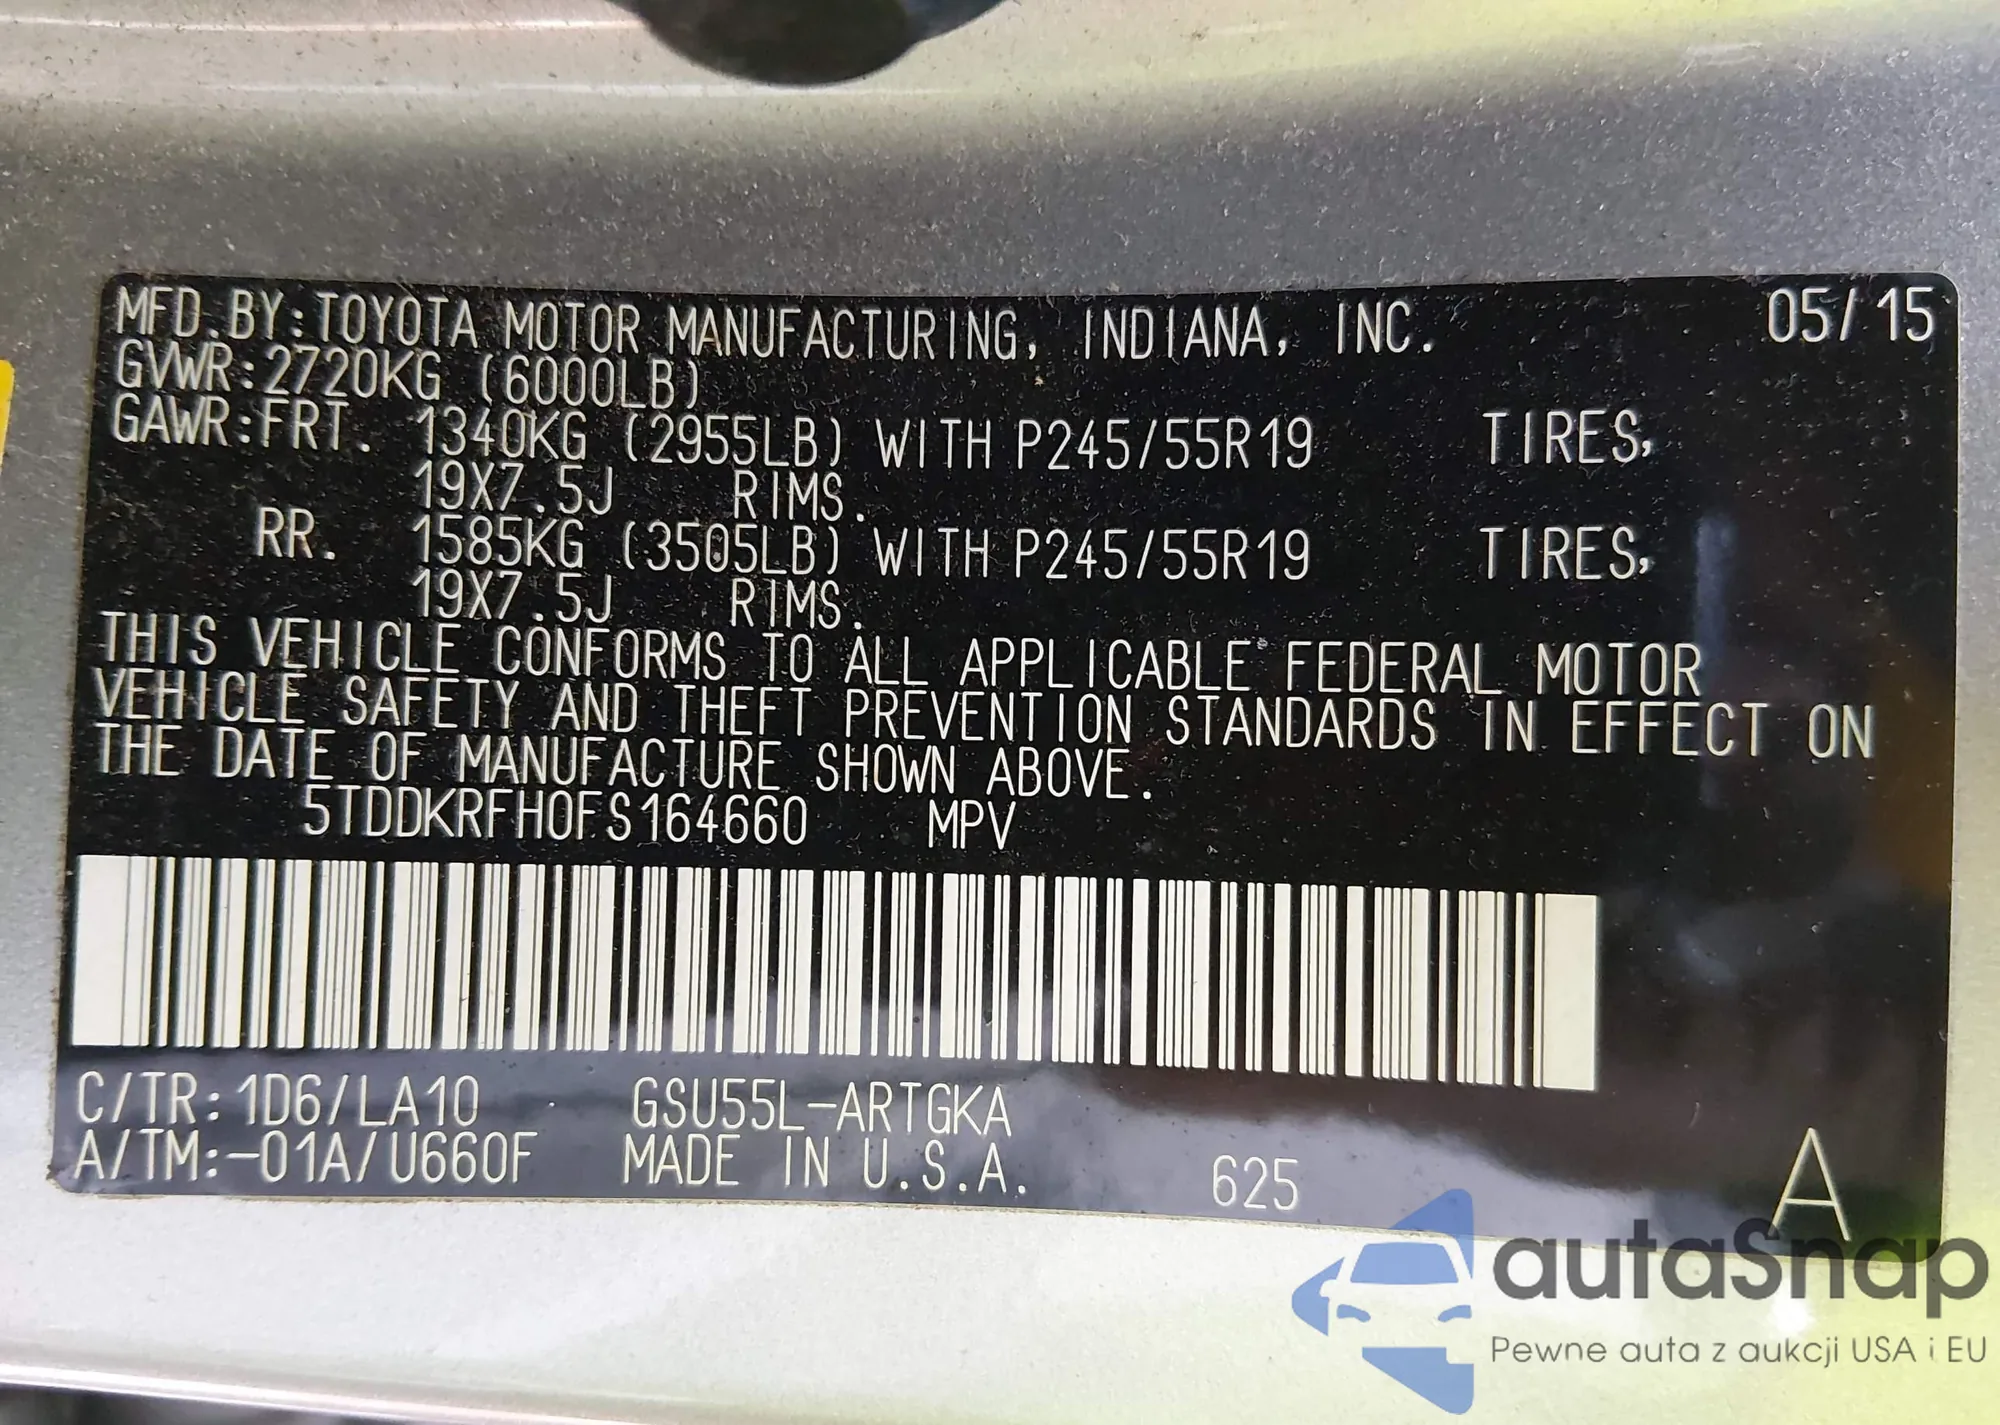 MFD.BY:TOYOTA MOTOR MANUFACTURING, INDIANA, INC. 05/15
GVWR:2720KG (6000LB)
GAWR:FRT. 1340KG (2955LB) WITH P245/55R19 TIRES,
19X7.5J RIMS.
RR. 1585KG (3505LB) WITH P245/55R19 TIRES,
19X7.5J RIMS.
THIS VEHICLE CONFORMS TO ALL APPLICABLE FEDERAL MOTOR
VEHICLE SAFETY AND THEFT PREVENTION STANDARDS IN EFFECT ON
THE DATE OF MANUFACTURE SHOWN ABOVE.
5TDDKRFH0FS164660 MPV
C/TR:1D6/LA10 GSU55L-ARTGKA
A/TM:-01A/U660F MADE IN U.S.A. 625 A
autaSnap
Pewne auta z aukcji USA i EU